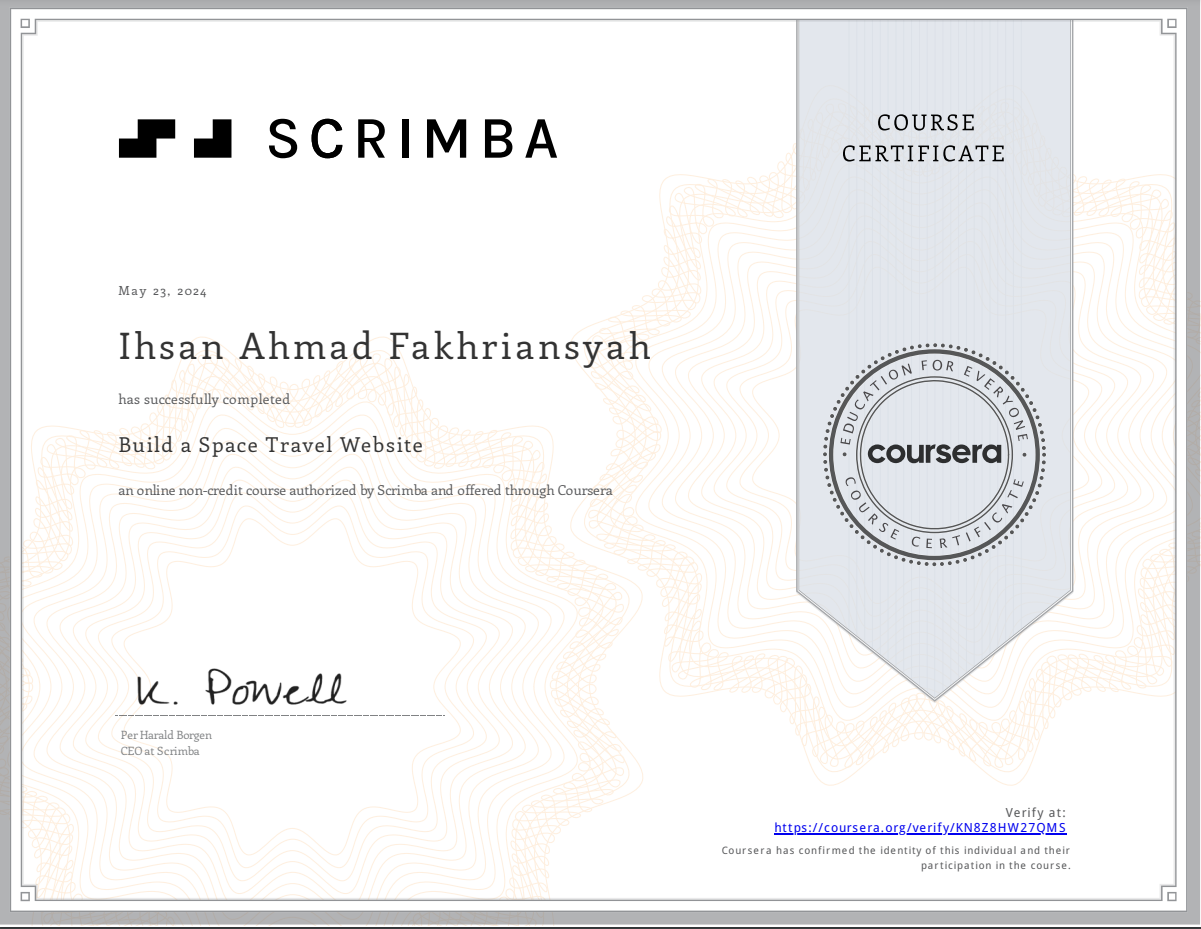 SCRIMBA
COURSE
CERTIFICATE
May 23, 2024
Ihsan Ahmad Fakhriansyah
has successfully completed
Build a Space Travel Website
an online non-credit course authorized by Scrimba and offered through Coursera
EDUCATION FOR EVERYONE
coursera
COURSE CERTIFICATE
K. Powell
Per Harald Borgen
CEO at Scrimba
Verify at:
https://coursera.org/verify/KN8Z8HW27QMS
Coursera has confirmed the identity of this individual and their
participation in the course.